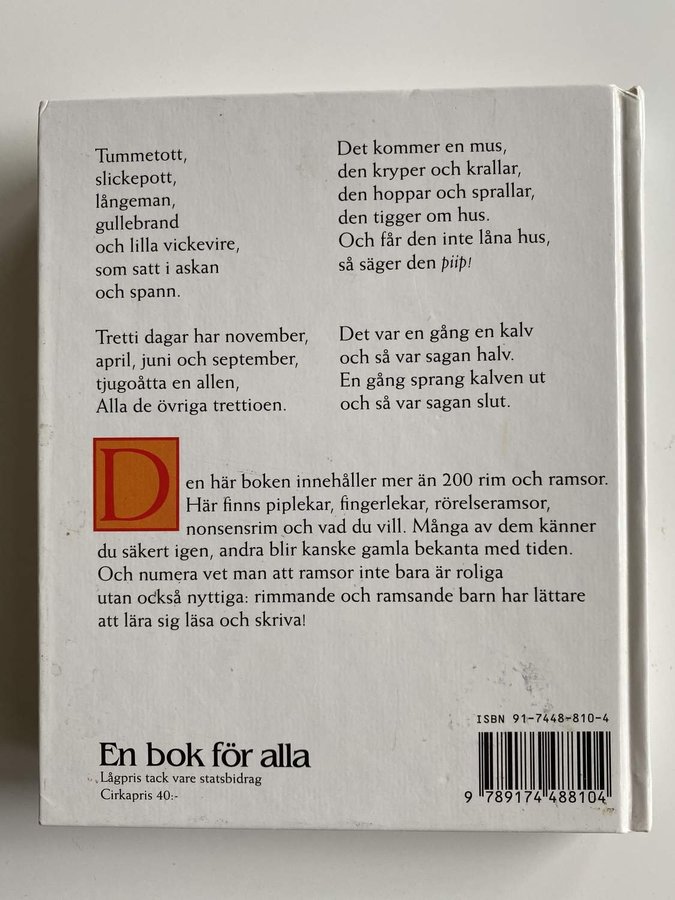 Tummetott,
slickepott,
långeman,
gullebrand
och lilla vickevire,
som satt i askan
och spann.
Det kommer en mus,
den kryper och krallar,
den hoppar och sprallar,
den tigger om hus.
Och får den inte låna hus,
så säger den piip!
Tretti dagar har november,
april, juni och september,
tjugoåtta en allen,
Alla de övriga trettioen.
Det var en gång en kalv
och så var sagan halv.
En gång sprang kalven ut
och så var sagan slut.
Den här boken innehåller mer än 200 rim och ramsor.
Här finns piplekar, fingerlekar, rörelseramsor,
nonsensrim och vad du vill. Många av dem känner
du säkert igen, andra blir kanske gamla bekanta med tiden.
Och numera vet man att ramsor inte bara är roliga
utan också nyttiga: rimmande och ramsande barn har lättare
att lära sig läsa och skriva!
ISBN 91-7448-810-4
9 789174 488104
En bok för alla
Lågpris tack vare statsbidrag
Cirkapris 40:-